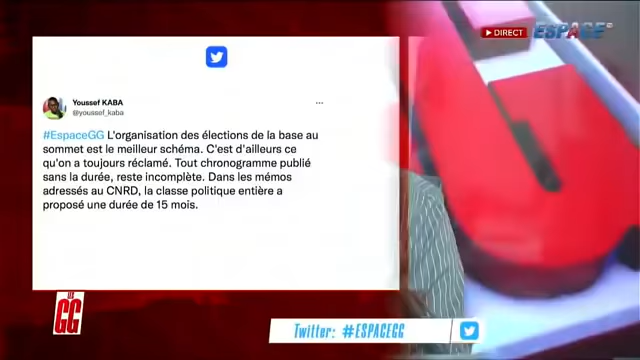 DIRECT
ESPACE
Youssef KABA
@youssef_kaba
#EspaceGG L'organisation des élections de la base au
sommet est le meilleur schéma. C'est d'ailleurs ce
qu'on a toujours réclamé. Tout chronogramme publié
sans la durée, reste incomplète. Dans les mémos
adressés au CNRD, la classe politique entière a
proposé une durée de 15 mois.
LE
GG
Twitter: #ESPACEGG